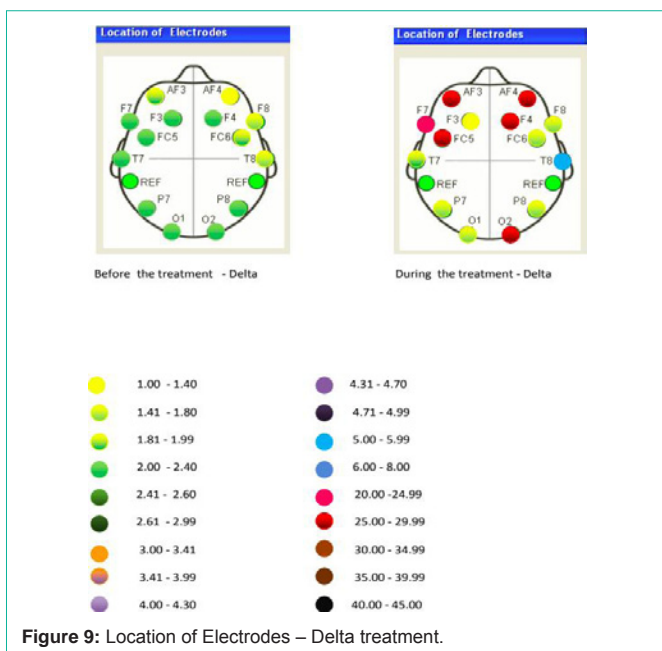 Location of Electrodes
AF3 AF4
F7 F3 F4 F8
FC5 FC6
T7 T8
REF REF
P7 P8
O1 O2
Before the treatment - Delta
Location of Electrodes
AF3 AF4
F7 F3 F4 F8
FC5 FC6
T7 T8
REF REF
P7 P8
O1 O2
During the treatment - Delta
1.00 - 1.40
1.41 - 1.80
1.81 - 1.99
2.00 - 2.40
2.41 - 2.60
2.61 - 2.99
3.00 - 3.41
3.41 - 3.99
4.00 - 4.30
4.31 - 4.70
4.71 - 4.99
5.00 - 5.99
6.00 - 8.00
20.00 -24.99
25.00 - 29.99
30.00 - 34.99
35.00 - 39.99
40.00 - 45.00
Figure 9: Location of Electrodes – Delta treatment.